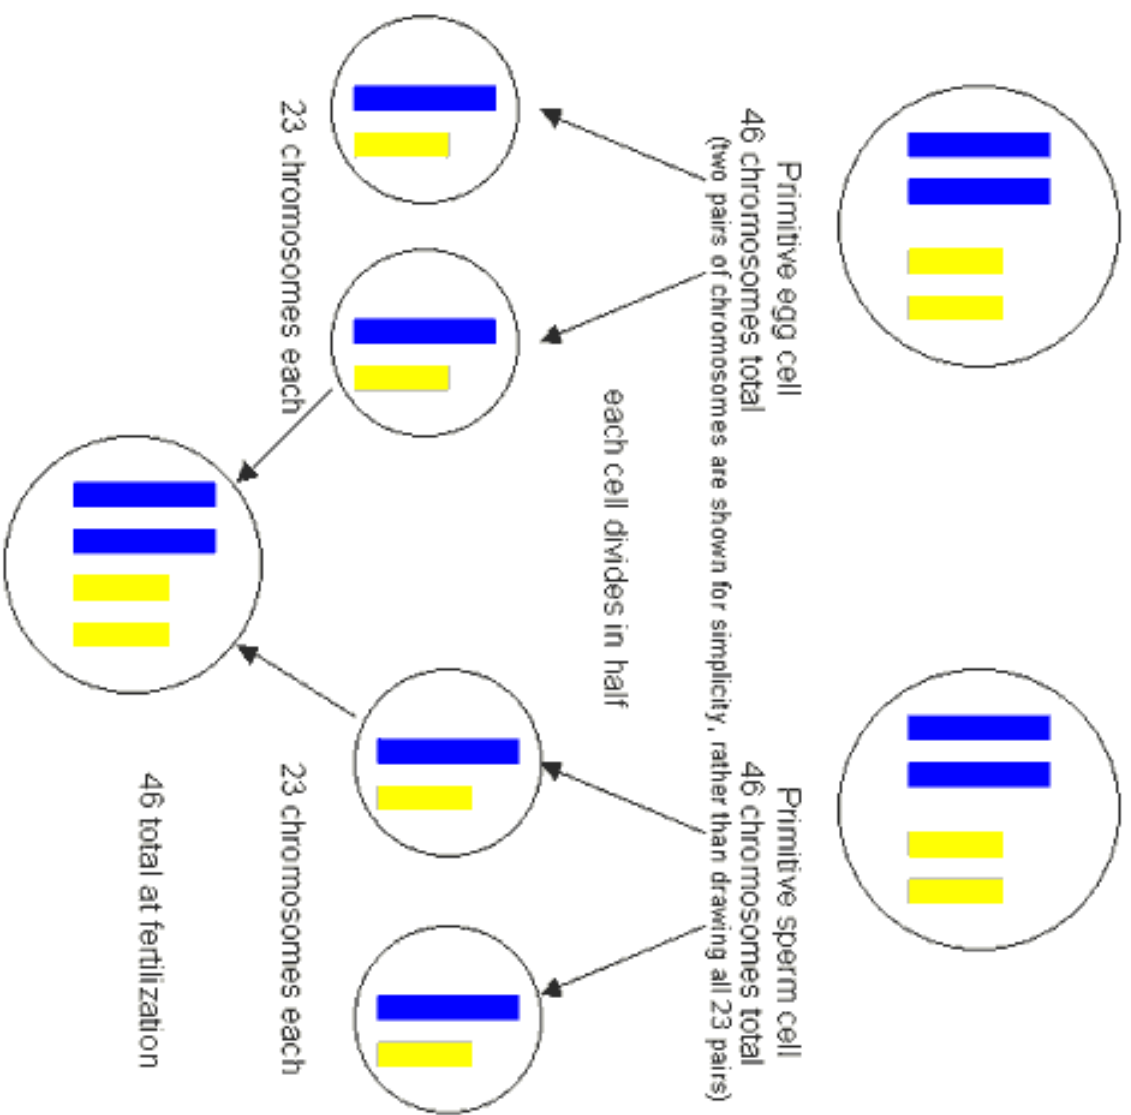 Primitive egg cell
46 chromosomes total
Primitive sperm cell
46 chromosomes total
(two pairs of chromosomes are shown for simplicity, rather than drawing all 23 pairs)
each cell divides in half
23 chromosomes each
23 chromosomes each
46 total at fertilization